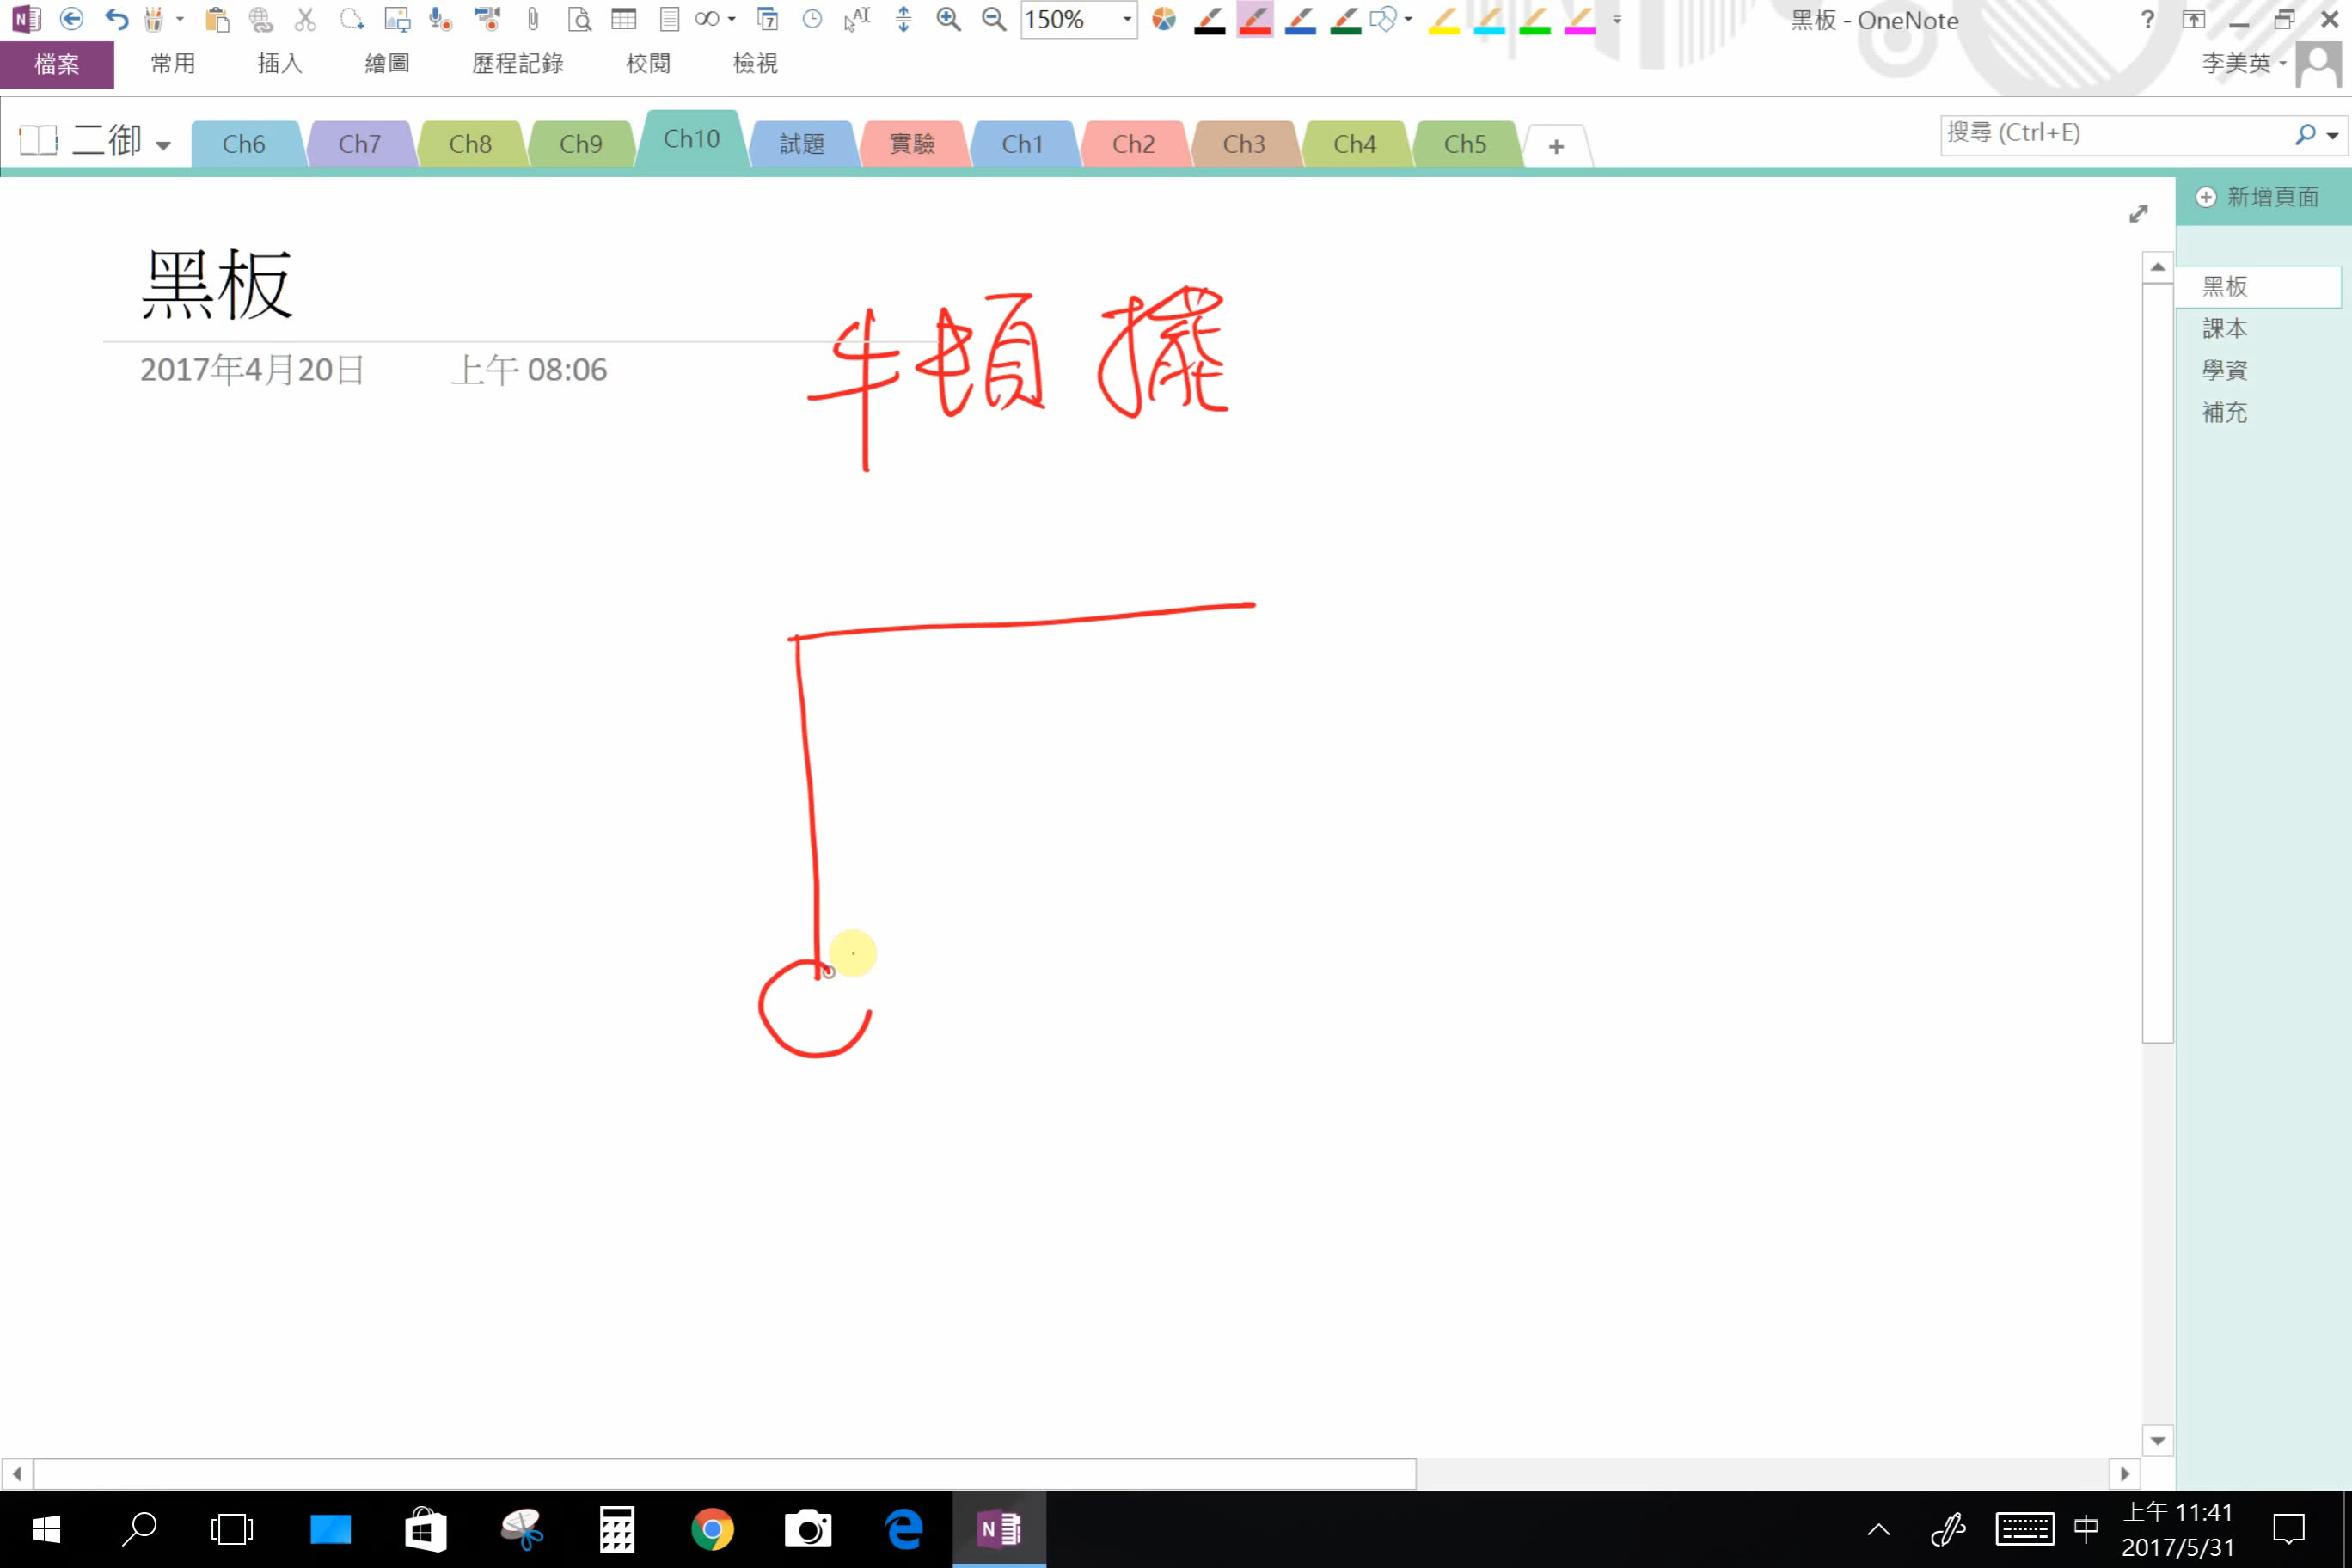 150%
黑板 - OneNote
?
檔案 常用 插入 繪圖 歷程記錄 校閱 檢視
李美英
二御 Ch6 Ch7 Ch8 Ch9 Ch10 試題 實驗 Ch1 Ch2 Ch3 Ch4 Ch5 +
搜尋 (Ctrl+E)
新增頁面
黑板
課本
學資
補充
黑板
2017年4月20日 上午 08:06
牛頓 擺
中
上午 11:41
2017/5/31